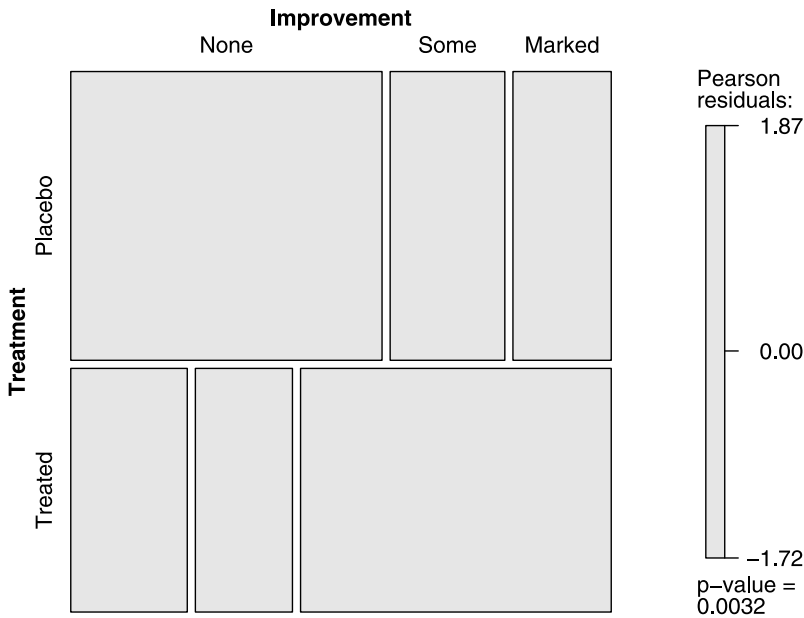 Improvement
None Some Marked
Treatment
Placebo
Treated
Pearson
residuals:
1.87
0.00
−1.72
p−value =
0.0032